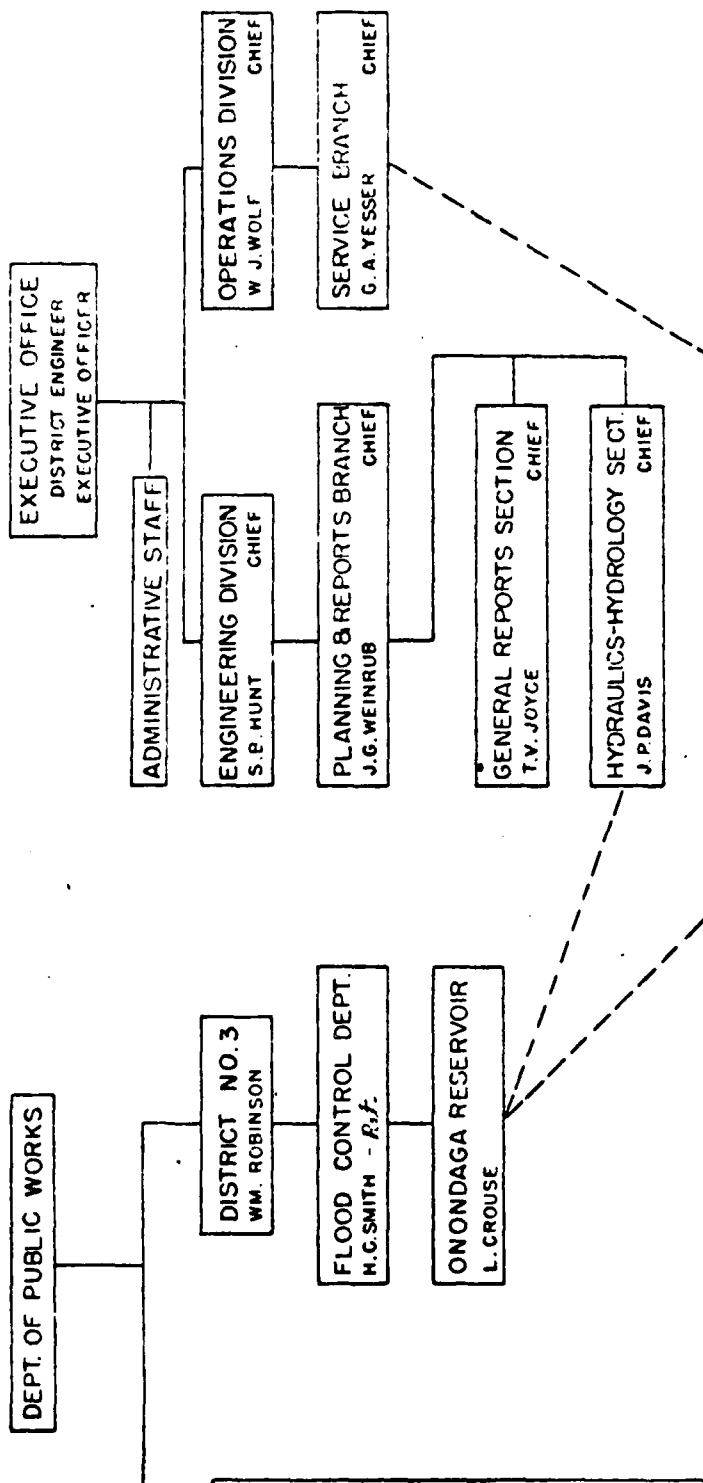 DEPT. OF PUBLIC WORKS
DISTRICT NO. 3
WM. ROBINSON
FLOOD CONTROL DEPT.
H.C. SMITH -
ONONDAGA RESERVOIR
L. CROUSE
EXECUTIVE OFFICE
DISTRICT ENGINEER
EXECUTIVE OFFICER
ADMINISTRATIVE STAFF
ENGINEERING DIVISION
S.P. HUNT CHIEF
PLANNING & REPORTS BRANCH
J.G. WEINRUB CHIEF
GENERAL REPORTS SECTION
T.V. JOYCE CHIEF
HYDRAULICS-HYDROLOGY SECT.
J.P. DAVIS CHIEF
OPERATIONS DIVISION
W J. WOLF CHIEF
SERVICE BRANCH
G.A. YESSER CHIEF